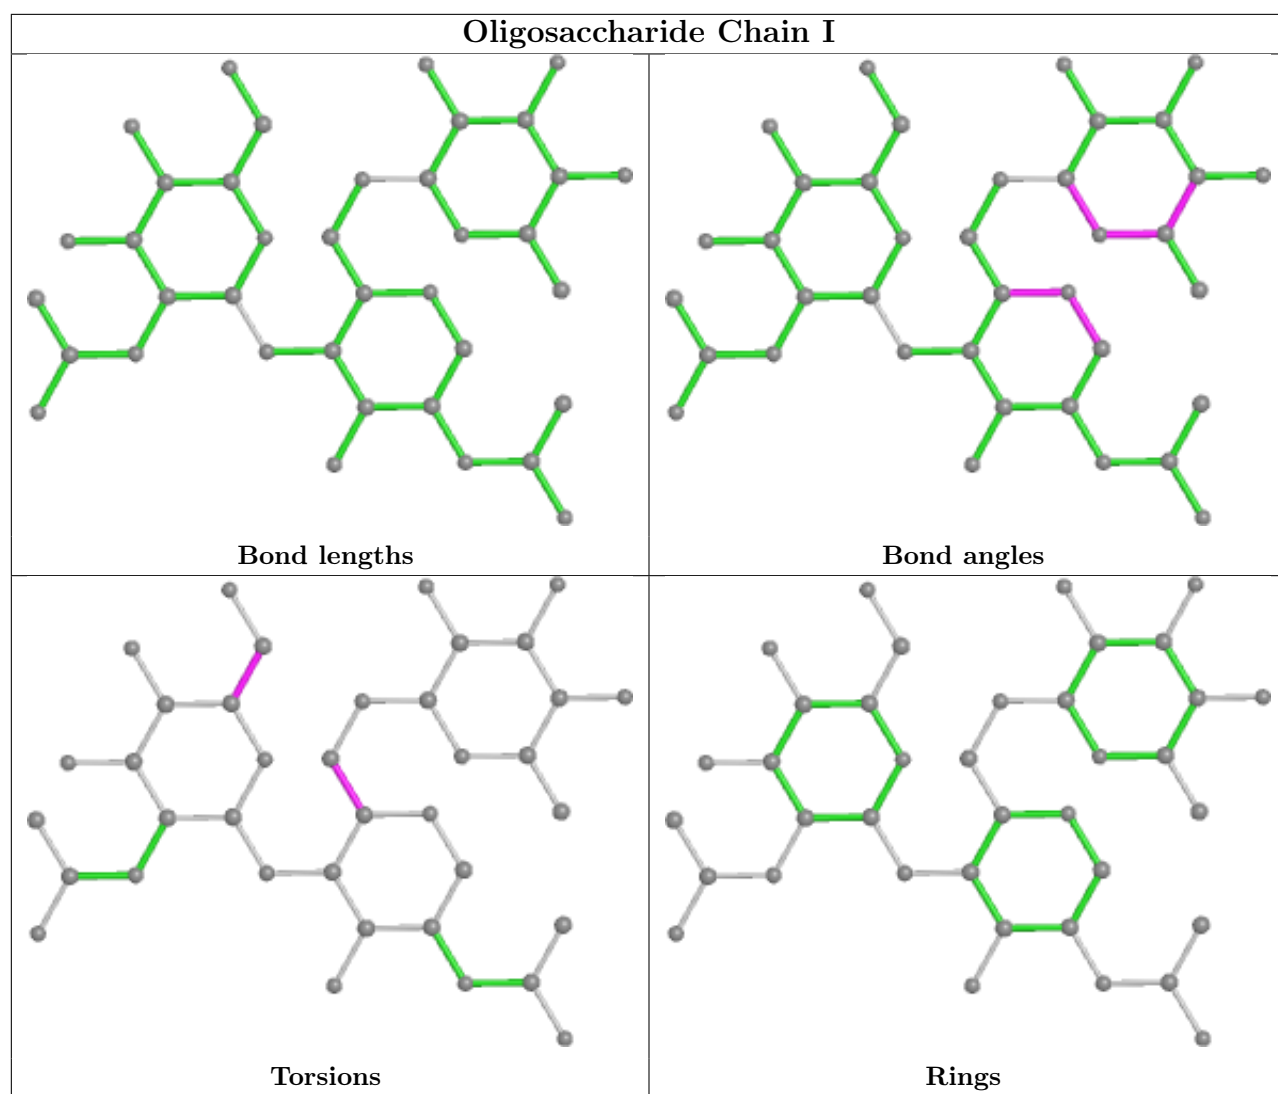 Oligosaccharide Chain I
Bond lengths
Bond angles
Torsions
Rings